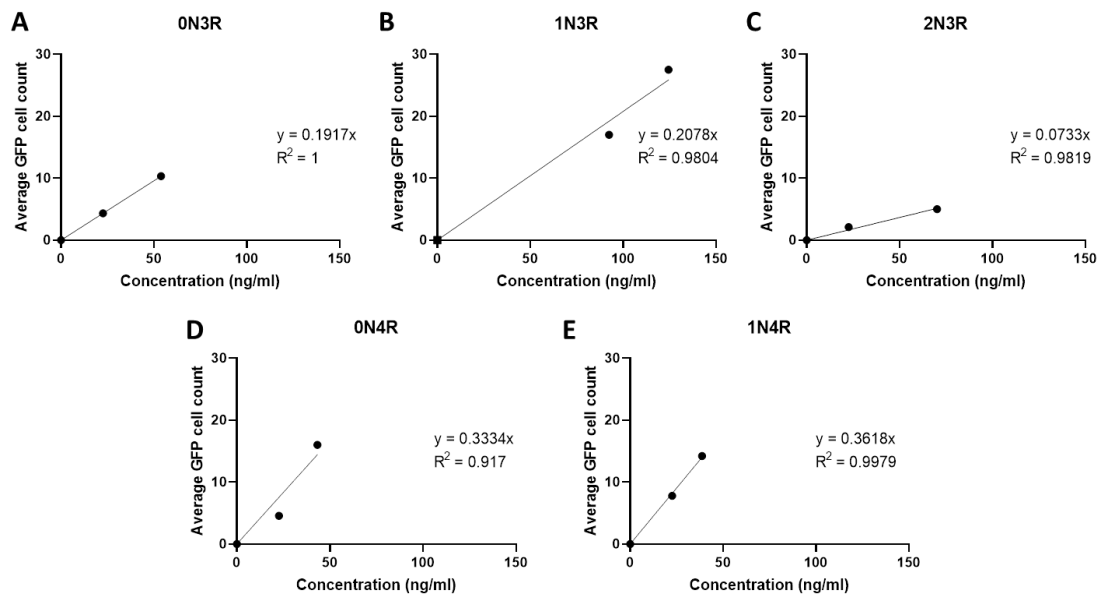 A
0N3R
Average GFP cell count
30
20
10
0
0 50 100 150
Concentration (ng/ml)
y = 0.1917x
R² = 1
B
1N3R
Average GFP cell count
30
20
10
0
0 50 100 150
Concentration (ng/ml)
y = 0.2078x
R² = 0.9804
C
2N3R
Average GFP cell count
30
20
10
0
0 50 100 150
Concentration (ng/ml)
y = 0.0733x
R² = 0.9819
D
0N4R
Average GFP cell count
30
20
10
0
0 50 100 150
Concentration (ng/ml)
y = 0.3334x
R² = 0.917
E
1N4R
Average GFP cell count
30
20
10
0
0 50 100 150
Concentration (ng/ml)
y = 0.3618x
R² = 0.9979